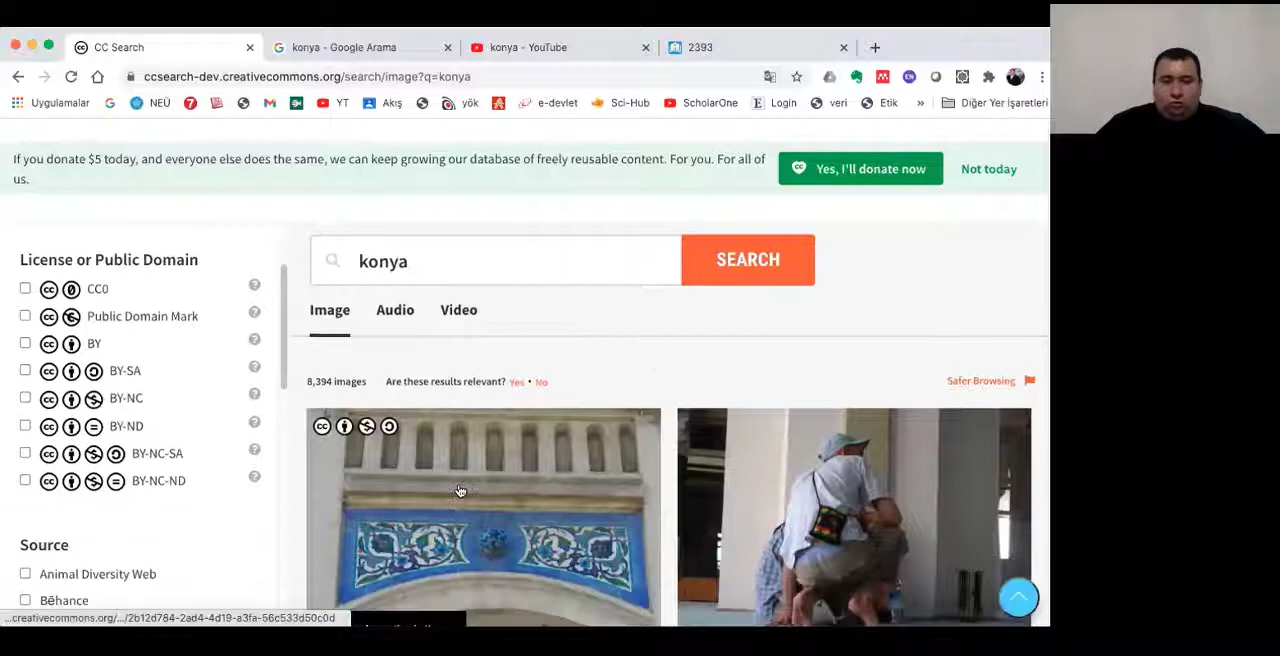 CC Search
konya - Google Arama
konya - YouTube
2393
ccsearch-dev.creativecommons.org/search/image?q=konya
Uygulamalar NEÜ YT Akış yök e-devlet Sci-Hub ScholarOne Login veri Etik » Diğer Yer İşaretleri
If you donate $5 today, and everyone else does the same, we can keep growing our database of freely reusable content. For you. For all of
us.
Yes, I'll donate now
Not today
konya
SEARCH
Image Audio Video
License or Public Domain
CC0
Public Domain Mark
BY
BY-SA
BY-NC
BY-ND
BY-NC-SA
BY-NC-ND
8,394 images Are these results relevant? Yes • No
Safer Browsing
Source
Animal Diversity Web
Bēhance
...creativecommons.org/.../2b12d784-2ad4-4d19-a3fa-56c533d50c0d